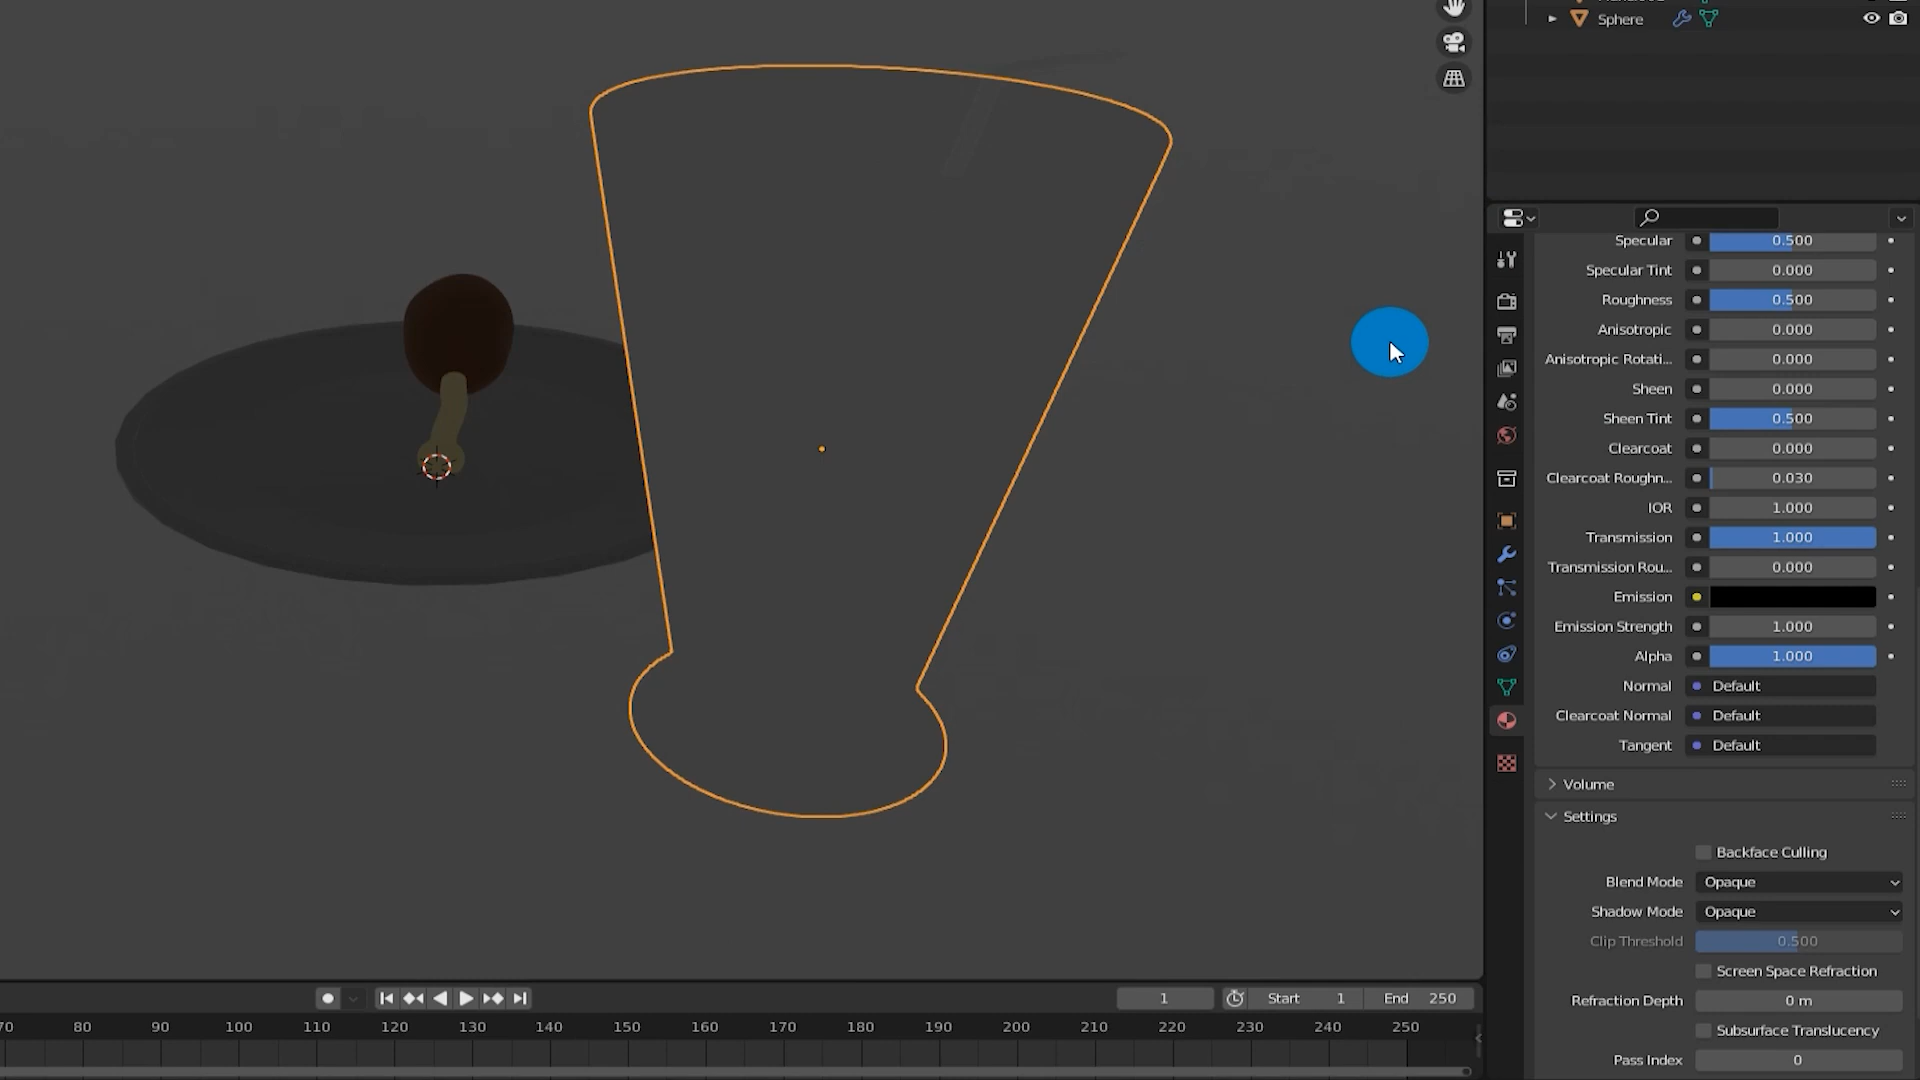 Sphere
Specular 0.500
Specular Tint 0.000
Roughness 0.500
Anisotropic 0.000
Anisotropic Rotati... 0.000
Sheen 0.000
Sheen Tint 0.500
Clearcoat 0.000
Clearcoat Roughn... 0.030
IOR 1.000
Transmission 1.000
Transmission Rou... 0.000
Emission
Emission Strength 1.000
Alpha 1.000
Normal Default
Clearcoat Normal Default
Tangent Default
Volume
Settings
Backface Culling
Blend Mode Opaque
Shadow Mode Opaque
Clip Threshold 0.500
Screen Space Refraction
Refraction Depth 0 m
Subsurface Translucency
Pass Index 0
1 Start 1 End 250
70 80 90 100 110 120 130 140 150 160 170 180 190 200 210 220 230 240 250